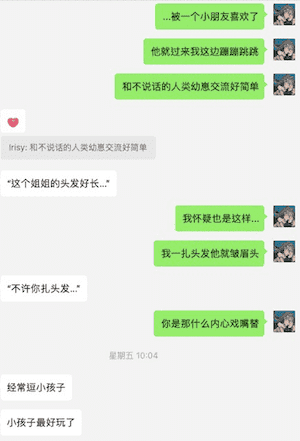 ...被一个小朋友喜欢了
他就过来我这边蹦蹦跳跳
和不说话的人类幼崽交流好简单
Irisy: 和不说话的人类幼崽交流好简单
“这个姐姐的头发好长...”
我怀疑也是这样...
我一扎头发他就皱眉头
“不许你扎头发...”
你是那什么内心戏嘴替
星期五 10:04
经常逗小孩子
小孩子最好玩了